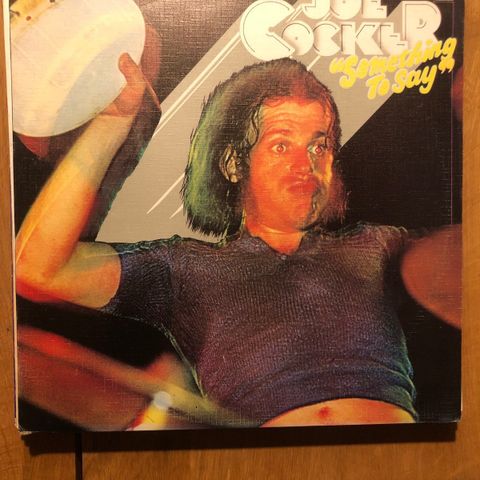 JOE
COCKER
"Something
To Say"